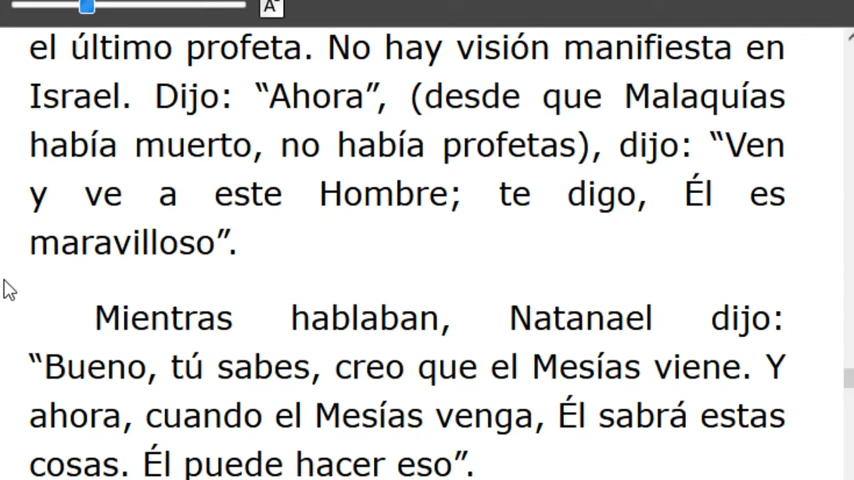 A
el último profeta. No hay visión manifiesta en
Israel. Dijo: “Ahora”, (desde que Malaquías
había muerto, no había profetas), dijo: “Ven
y ve a este Hombre; te digo, Él es
maravilloso”.
Mientras hablaban, Natanael dijo:
“Bueno, tú sabes, creo que el Mesías viene. Y
ahora, cuando el Mesías venga, Él sabrá estas
cosas. Él puede hacer eso”.